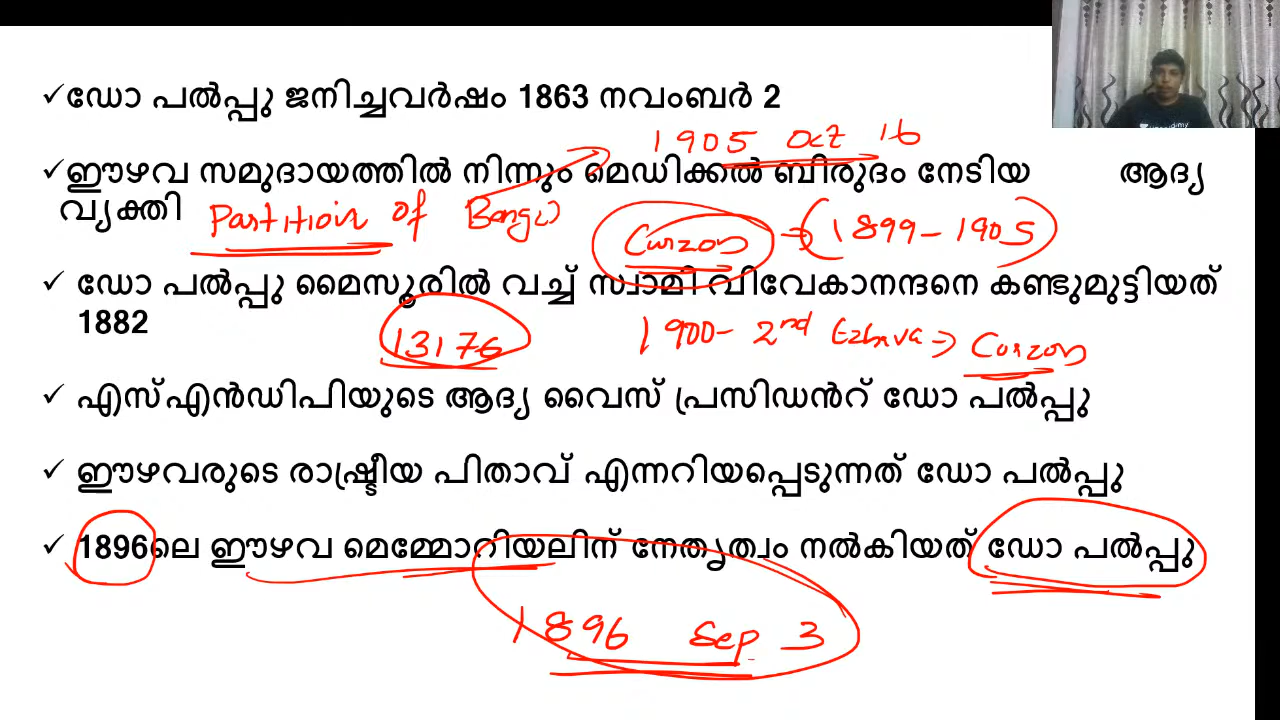 ✓ഡോ പൽപ്പു ജനിച്ചവർഷം 1863 നവംബർ 2
1905 Oct 16
✓ഈഴവ സമുദായത്തിൽ നിന്നും മെഡിക്കൽ ബിരുദം നേടിയ ആദ്യ
വ്യക്തി
Partition of
Curzon → (1899-1905)
✓ ഡോ പൽപ്പു മൈസൂരിൽ വച്ച് സ്വാമി വിവേകാനന്ദനെ കണ്ടുമുട്ടിയത്
1882
13176
1900- 2nd Ezhava => Curzon
✓ എസ്എൻഡിപിയുടെ ആദ്യ വൈസ് പ്രസിഡൻറ് ഡോ പൽപ്പു
✓ ഈഴവരുടെ രാഷ്ട്രീയ പിതാവ് എന്നറിയപ്പെടുന്നത് ഡോ പൽപ്പു
✓ 1896ലെ ഈഴവ മെമ്മോറിയലിന് നേതൃത്വം നൽകിയത് ഡോ പൽപ്പു
1896 Sep 3